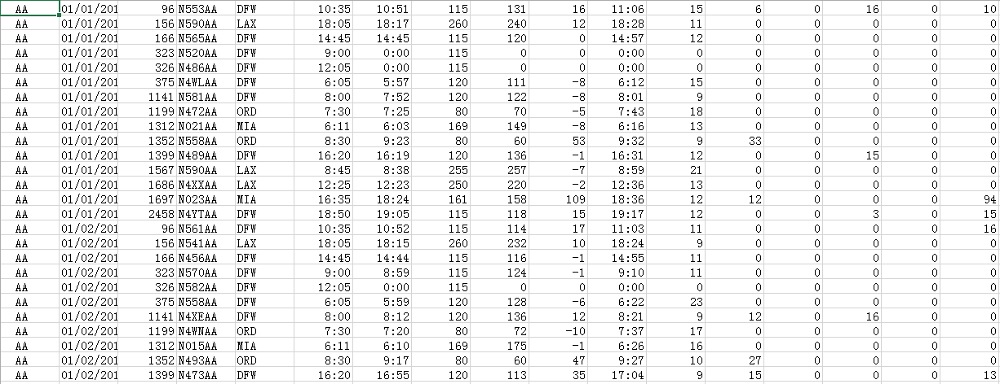 AA 01/01/201 96 N553AA DFW 10:35 10:51 115 131 16 11:06 15 6 0 16 0 10
AA 01/01/201 156 N590AA LAX 18:05 18:17 260 240 12 18:28 11 0 0 0 0 0
AA 01/01/201 166 N565AA DFW 14:45 14:45 115 120 0 14:57 12 0 0 0 0 0
AA 01/01/201 323 N520AA DFW 9:00 0:00 115 0 0 0:00 0 0 0 0 0 0
AA 01/01/201 326 N486AA DFW 12:05 0:00 115 0 0 0:00 0 0 0 0 0 0
AA 01/01/201 375 N4WLAA DFW 6:05 5:57 120 111 -8 6:12 15 0 0 0 0 0
AA 01/01/201 1141 N581AA DFW 8:00 7:52 120 122 -8 8:01 9 0 0 0 0 0
AA 01/01/201 1199 N472AA ORD 7:30 7:25 80 70 -5 7:43 18 0 0 0 0 0
AA 01/01/201 1312 N021AA MIA 6:11 6:03 169 149 -8 6:16 13 0 0 0 0 0
AA 01/01/201 1352 N558AA ORD 8:30 9:23 80 60 53 9:32 9 33 0 0 0 0
AA 01/01/201 1399 N489AA DFW 16:20 16:19 120 136 -1 16:31 12 0 0 15 0 0
AA 01/01/201 1567 N590AA LAX 8:45 8:38 255 257 -7 8:59 21 0 0 0 0 0
AA 01/01/201 1686 N4XXAA LAX 12:25 12:23 250 220 -2 12:36 13 0 0 0 0 0
AA 01/01/201 1697 N023AA MIA 16:35 18:24 161 158 109 18:36 12 12 0 0 0 94
AA 01/01/201 2458 N4YTAA DFW 18:50 19:05 115 118 15 19:17 12 0 0 3 0 15
AA 01/02/201 96 N561AA DFW 10:35 10:52 115 114 17 11:03 11 0 0 0 0 16
AA 01/02/201 156 N541AA LAX 18:05 18:15 260 232 10 18:24 9 0 0 0 0 0
AA 01/02/201 166 N456AA DFW 14:45 14:44 115 116 -1 14:55 11 0 0 0 0 0
AA 01/02/201 323 N570AA DFW 9:00 8:59 115 124 -1 9:10 11 0 0 0 0 0
AA 01/02/201 326 N582AA DFW 12:05 0:00 115 0 0 0:00 0 0 0 0 0 0
AA 01/02/201 375 N558AA DFW 6:05 5:59 120 128 -6 6:22 23 0 0 0 0 0
AA 01/02/201 1141 N4XEAA DFW 8:00 8:12 120 136 12 8:21 9 12 0 16 0 0
AA 01/02/201 1199 N4WNAA ORD 7:30 7:20 80 72 -10 7:37 17 0 0 0 0 0
AA 01/02/201 1312 N015AA MIA 6:11 6:10 169 175 -1 6:26 16 0 0 0 0 0
AA 01/02/201 1352 N493AA ORD 8:30 9:17 80 60 47 9:27 10 27 0 0 0 0
AA 01/02/201 1399 N473AA DFW 16:20 16:55 120 113 35 17:04 9 15 0 0 0 13